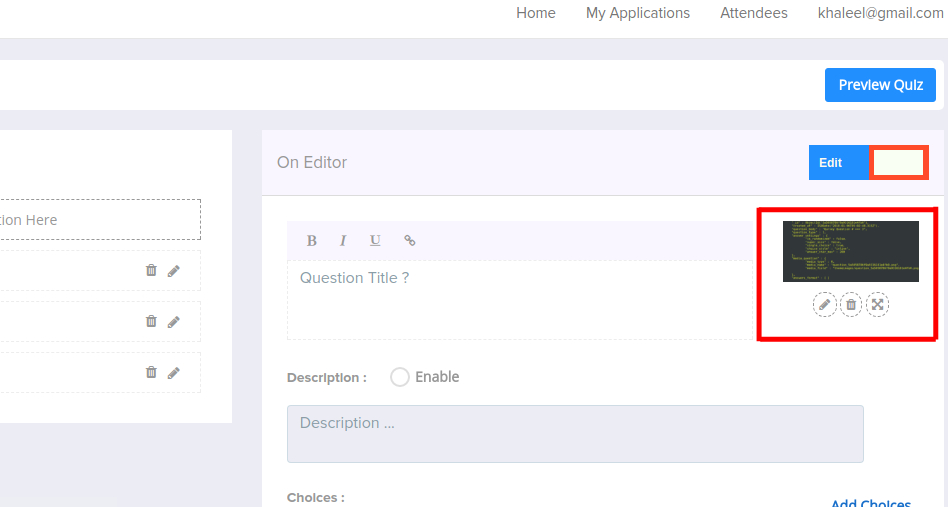 Home My Applications Attendees khaleel@gmail.com
Preview Quiz
On Editor
Edit
tion Here
B I U
Question Title ?
Description : Enable
Description ...
Choices :
Add Choices